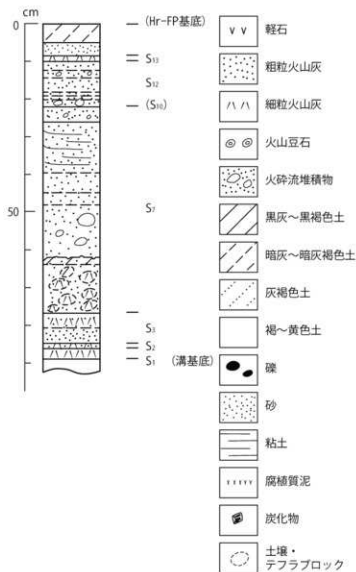 cm
0
50
(Hr-FP基底)
S13
S12
(S10)
S7
S3
S2
S1 (溝基底)
軽石
粗粒火山灰
細粒火山灰
火山豆石
火砕流堆積物
黒灰～黒褐色土
暗灰～暗灰褐色土
灰褐色土
褐～黄色土
礫
砂
粘土
腐植質泥
炭化物
土壌・
テフラブロック